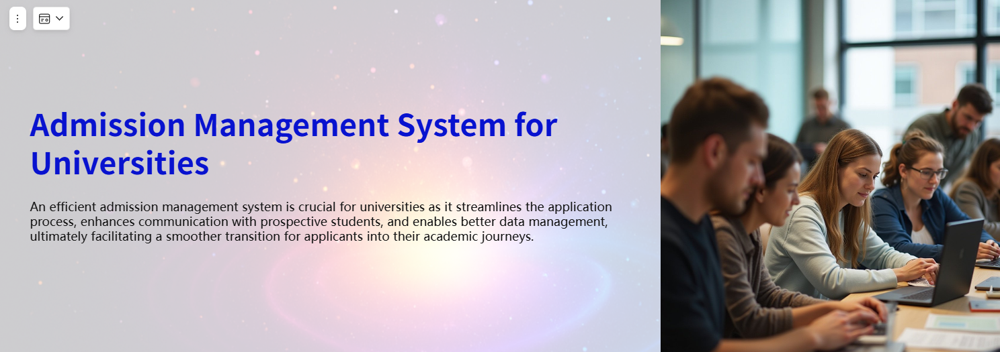 Admission Management System for
Universities
An efficient admission management system is crucial for universities as it streamlines the application
process, enhances communication with prospective students, and enables better data management,
ultimately facilitating a smoother transition for applicants into their academic journeys.